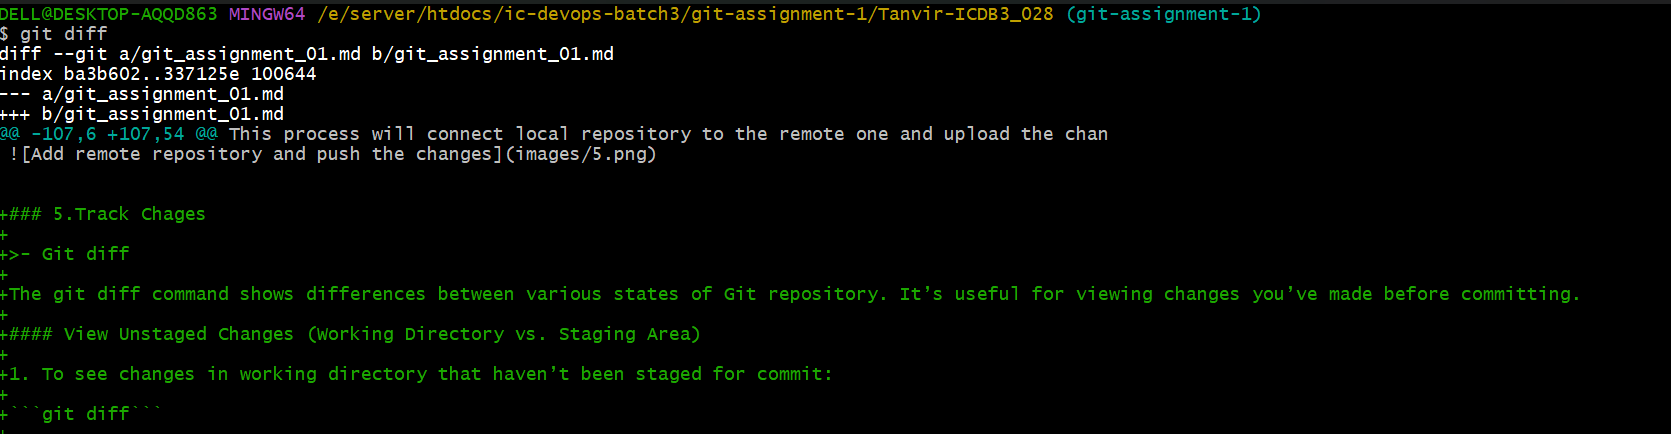 DELL@DESKTOP-AQQD863 MINGW64 /e/server/htdocs/ic-devops-batch3/git-assignment-1/Tanvir-ICDB3_028 (git-assignment-1)
$ git diff
diff --git a/git_assignment_01.md b/git_assignment_01.md
index ba3b602..337125e 100644
--- a/git_assignment_01.md
+++ b/git_assignment_01.md
@@ -107,6 +107,54 @@ This process will connect local repository to the remote one and upload the chan
 ![Add remote repository and push the changes](images/5.png)
+### 5.Track Chages
+
+>- Git diff
+
+The git diff command shows differences between various states of Git repository. It’s useful for viewing changes you’ve made before committing.
+
+#### View Unstaged Changes (Working Directory vs. Staging Area)
+
+1. To see changes in working directory that haven’t been staged for commit:
+
+```git diff```
+